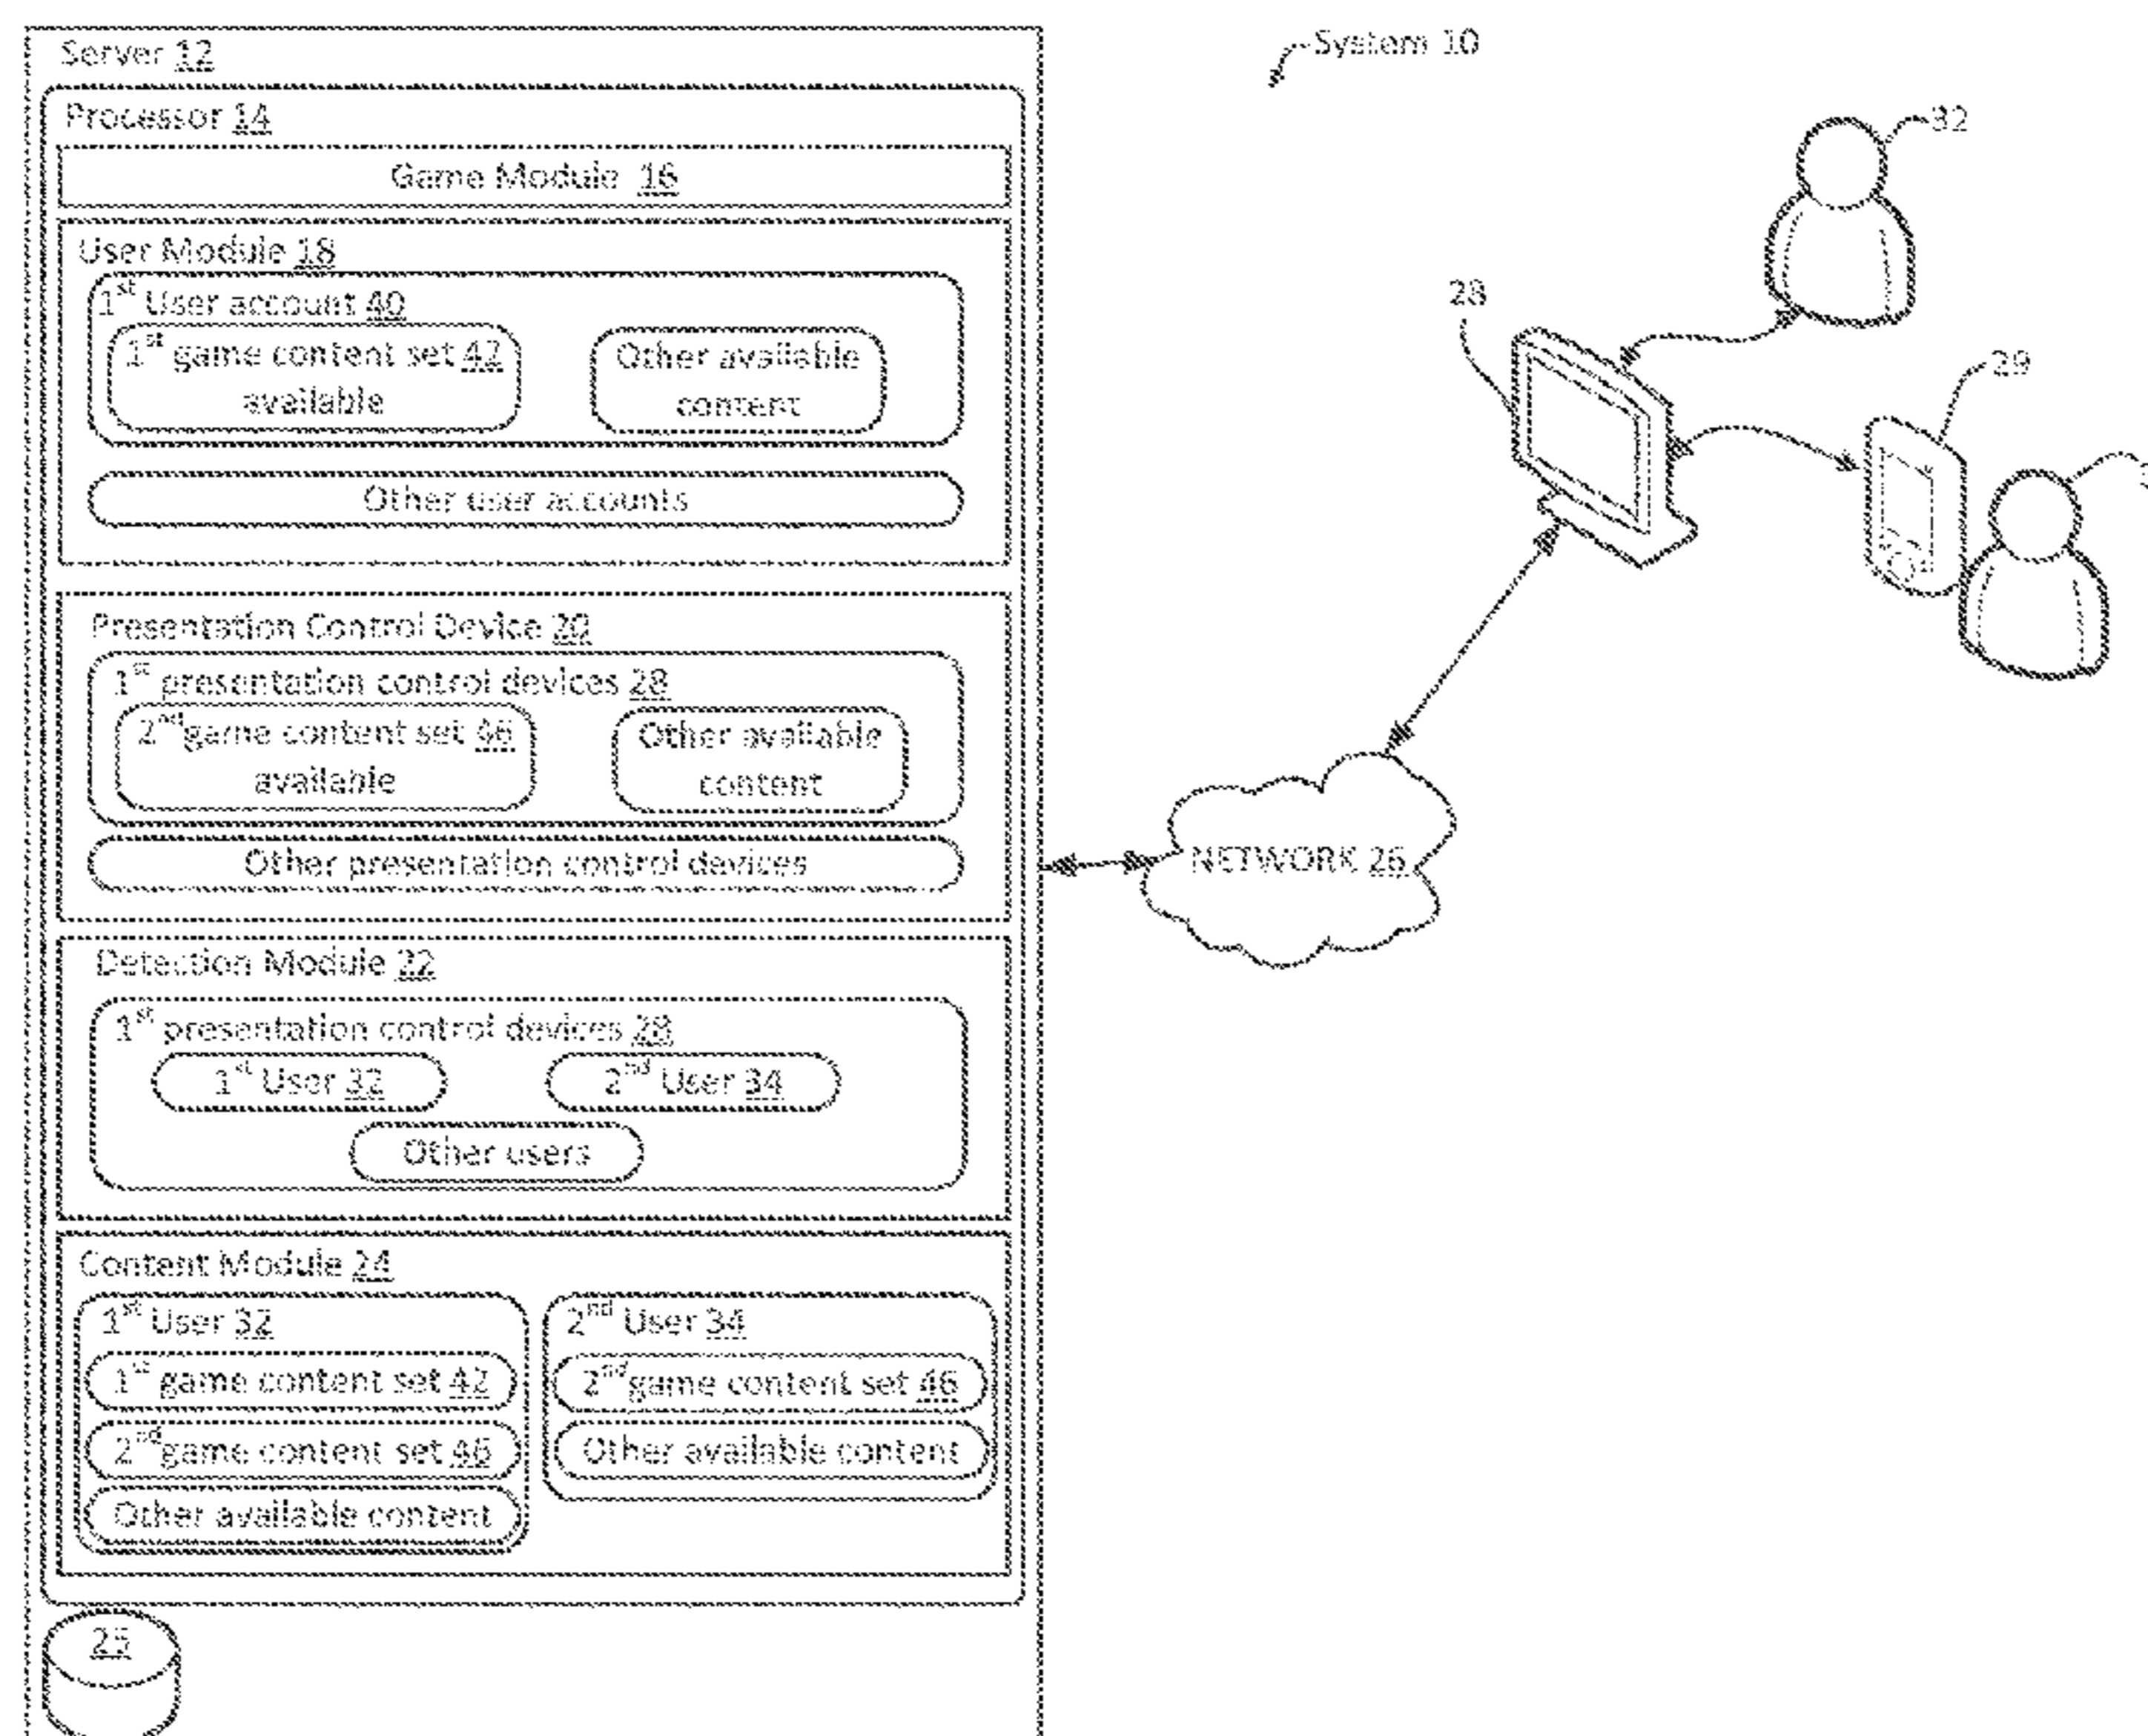 Server 12
System 10
Processor 14
Game Module 16
User Module 18
1st User account 40
1st game content set 42
available
Other available
content
Other user accounts
Presentation Control Device 20
1st presentation control devices 28
2nd game content set 46
available
Other available
content
Other presentation control devices
Detection Module 22
1st presentation control devices 28
1st User 32
2nd User 34
Other users
Content Module 24
1st User 32
1st game content set 42
2nd game content set 46
Other available content
2nd User 34
2nd game content set 46
Other available content
25
NETWORK 26
28
32
29